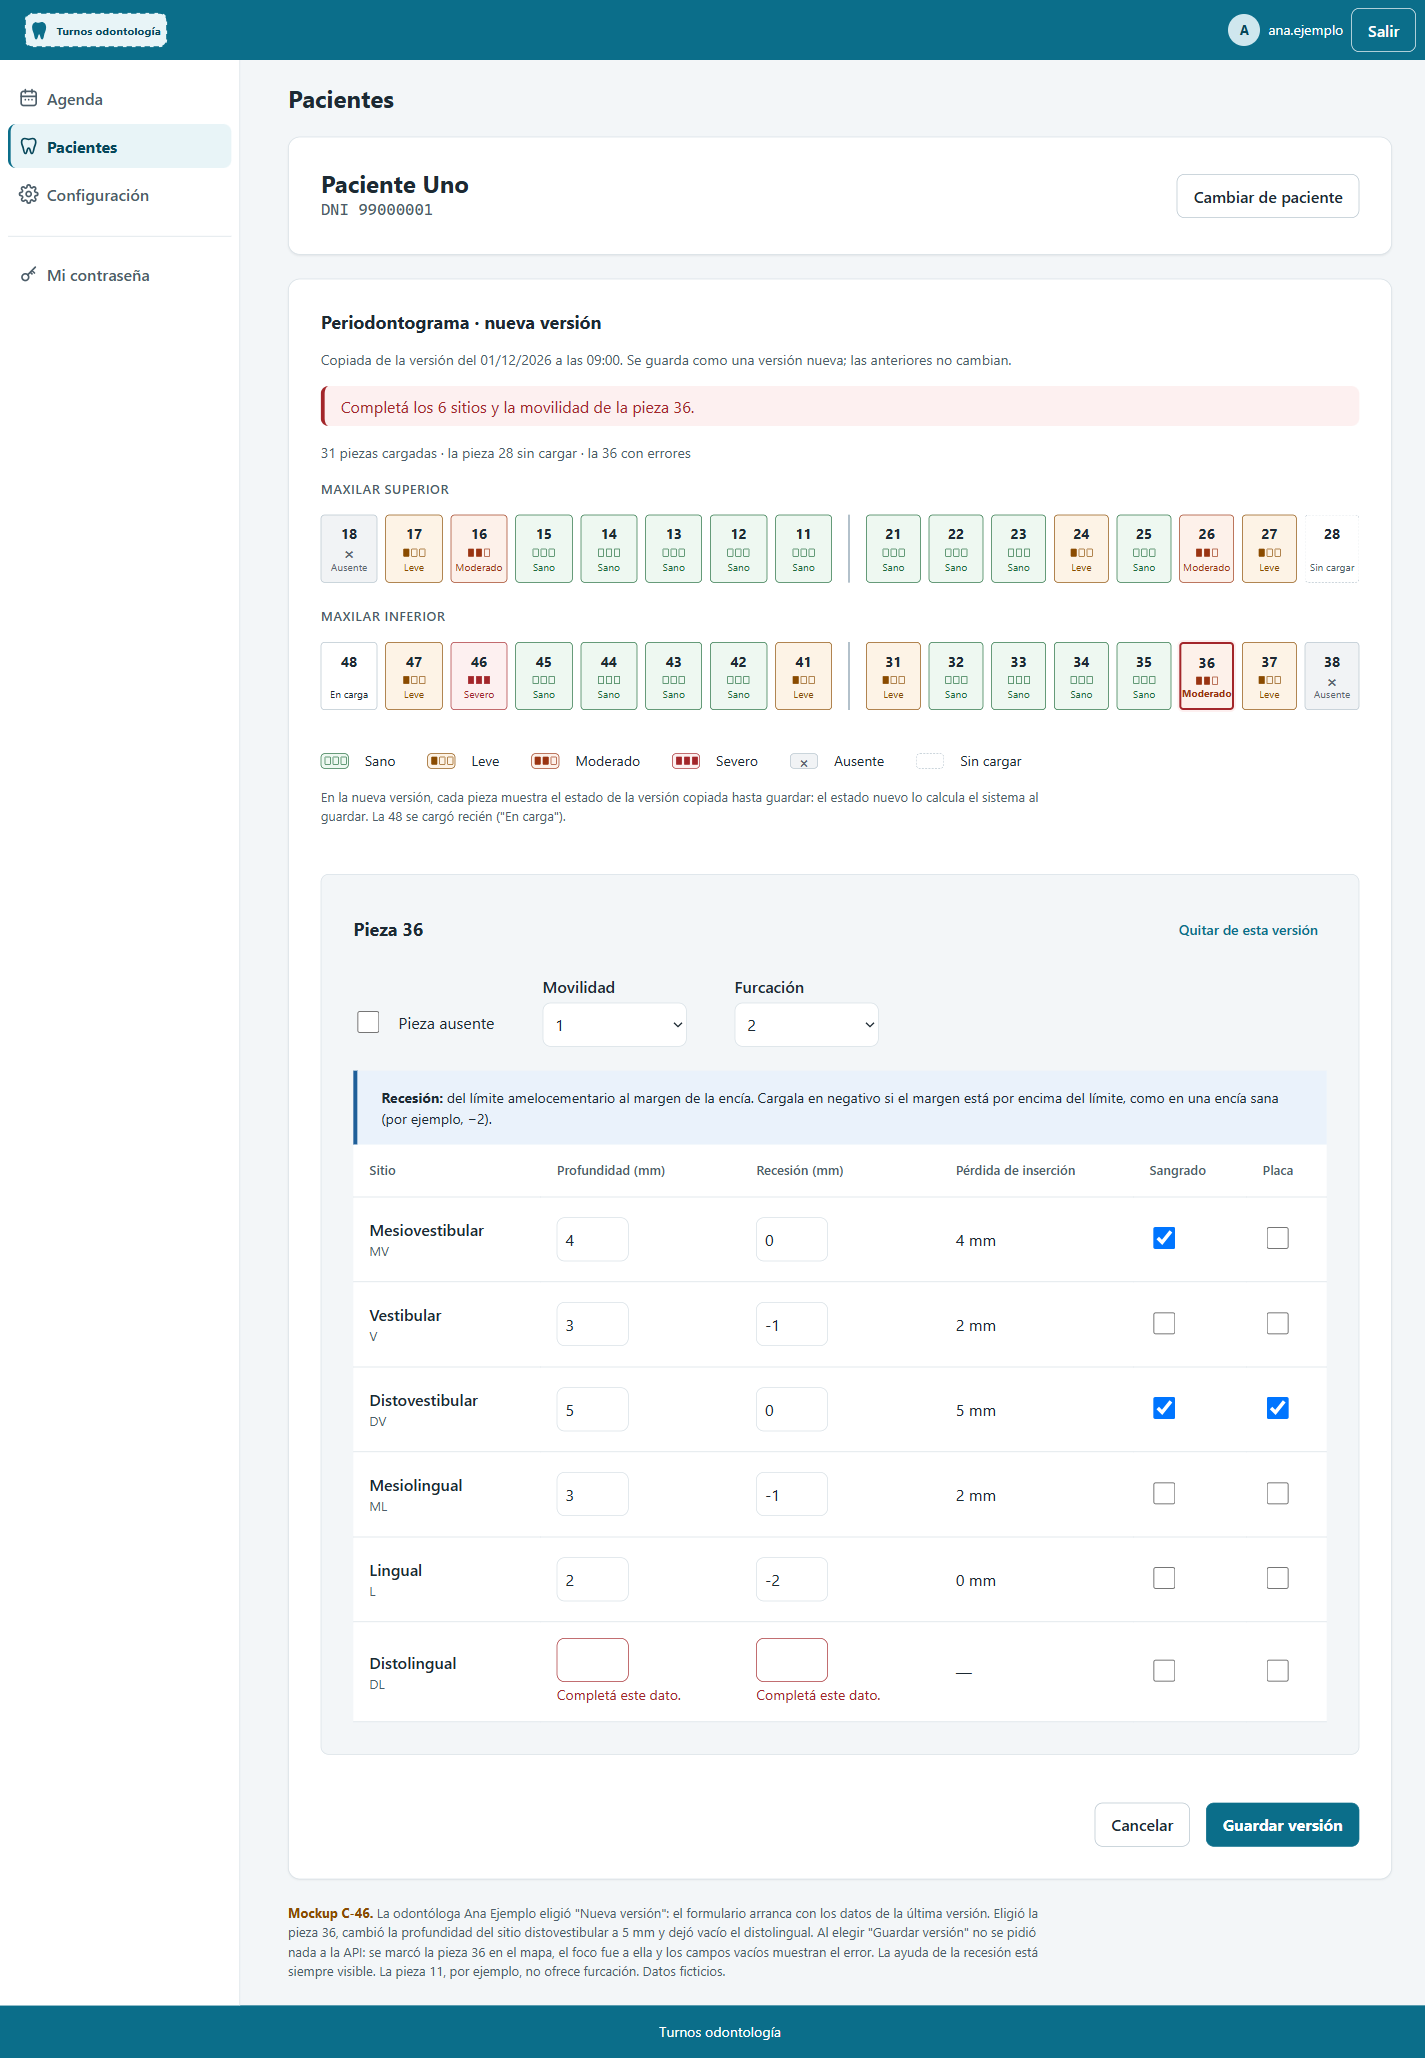 Turnos odontología
A ana.ejemplo Salir
Agenda
Pacientes
Configuración
Mi contraseña
Pacientes
Paciente Uno
DNI 99000001
Cambiar de paciente
Periodontograma · nueva versión
Copiada de la versión del 01/12/2026 a las 09:00. Se guarda como una versión nueva; las anteriores no cambian.
Completá los 6 sitios y la movilidad de la pieza 36.
31 piezas cargadas · la pieza 28 sin cargar · la 36 con errores
MAXILAR SUPERIOR
18 17 16 15 14 13 12 11 21 22 23 24 25 26 27 28
Ausente Leve Moderado Sano Sano Sano Sano Sano Sano Sano Sano Leve Sano Moderado Leve Sin cargar
MAXILAR INFERIOR
48 47 46 45 44 43 42 41 31 32 33 34 35 36 37 38
En carga Leve Severo Sano Sano Sano Sano Leve Leve Sano Sano Sano Sano Moderado Leve Ausente
Sano Leve Moderado Severo Ausente Sin cargar
En la nueva versión, cada pieza muestra el estado de la versión copiada hasta guardar: el estado nuevo lo calcula el sistema al
guardar. La 48 se cargó recién ("En carga").
Pieza 36
Quitar de esta versión
Movilidad Furcación
Pieza ausente 1 2
Recesión: del límite amelocementario al margen de la encía. Cargala en negativo si el margen está por encima del límite, como en una encía sana
(por ejemplo, −2).
Sitio Profundidad (mm) Recesión (mm) Pérdida de inserción Sangrado Placa
Mesiovestibular
MV
4 0 4 mm
Vestibular
V
3 -1 2 mm
Distovestibular
DV
5 0 5 mm
Mesiolingual
ML
3 -1 2 mm
Lingual
L
2 -2 0 mm
Distolingual
DL
—
Completá este dato. Completá este dato.
Cancelar Guardar versión
Mockup C-46. La odontóloga Ana Ejemplo eligió "Nueva versión": el formulario arranca con los datos de la última versión. Eligió la
pieza 36, cambió la profundidad del sitio distovestibular a 5 mm y dejó vacío el distolingual. Al elegir "Guardar versión" no se pidió
nada a la API: se marcó la pieza 36 en el mapa, el foco fue a ella y los campos vacíos muestran el error. La ayuda de la recesión está
siempre visible. La pieza 11, por ejemplo, no ofrece furcación. Datos ficticios.
Turnos odontología